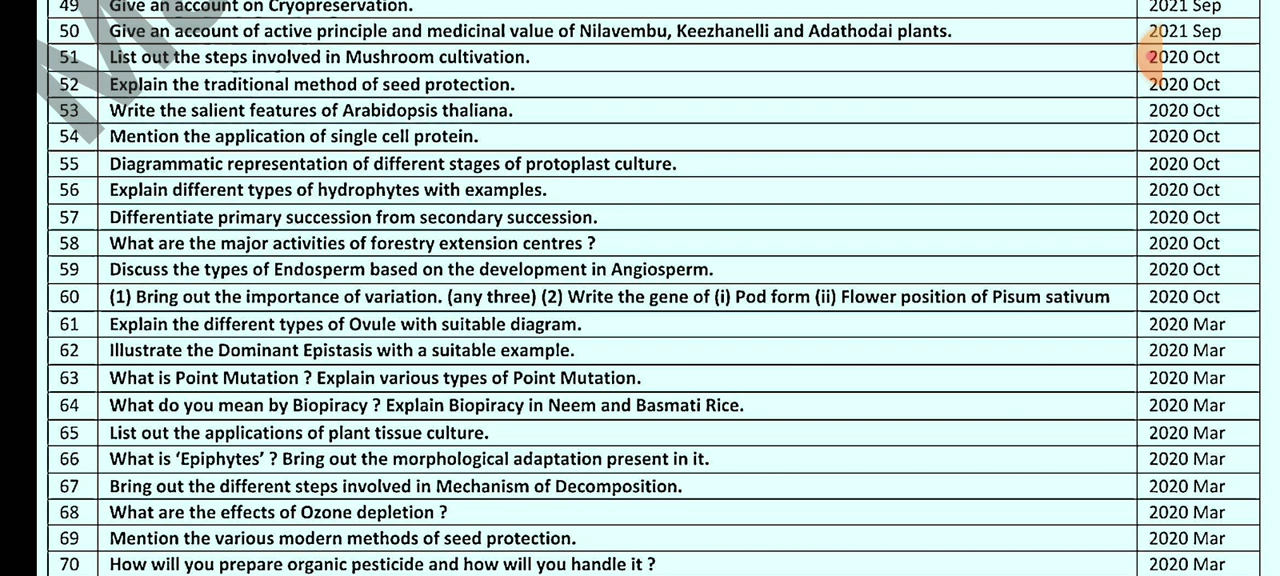 49 Give an account on Cryopreservation. 2021 Sep
50 Give an account of active principle and medicinal value of Nilavembu, Keezhanelli and Adathodai plants. 2021 Sep
51 List out the steps involved in Mushroom cultivation. 2020 Oct
52 Explain the traditional method of seed protection. 2020 Oct
53 Write the salient features of Arabidopsis thaliana. 2020 Oct
54 Mention the application of single cell protein. 2020 Oct
55 Diagrammatic representation of different stages of protoplast culture. 2020 Oct
56 Explain different types of hydrophytes with examples. 2020 Oct
57 Differentiate primary succession from secondary succession. 2020 Oct
58 What are the major activities of forestry extension centres ? 2020 Oct
59 Discuss the types of Endosperm based on the development in Angiosperm. 2020 Oct
60 (1) Bring out the importance of variation. (any three) (2) Write the gene of (i) Pod form (ii) Flower position of Pisum sativum 2020 Oct
61 Explain the different types of Ovule with suitable diagram. 2020 Mar
62 Illustrate the Dominant Epistasis with a suitable example. 2020 Mar
63 What is Point Mutation ? Explain various types of Point Mutation. 2020 Mar
64 What do you mean by Biopiracy ? Explain Biopiracy in Neem and Basmati Rice. 2020 Mar
65 List out the applications of plant tissue culture. 2020 Mar
66 What is ‘Epiphytes’ ? Bring out the morphological adaptation present in it. 2020 Mar
67 Bring out the different steps involved in Mechanism of Decomposition. 2020 Mar
68 What are the effects of Ozone depletion ? 2020 Mar
69 Mention the various modern methods of seed protection. 2020 Mar
70 How will you prepare organic pesticide and how will you handle it ? 2020 Mar